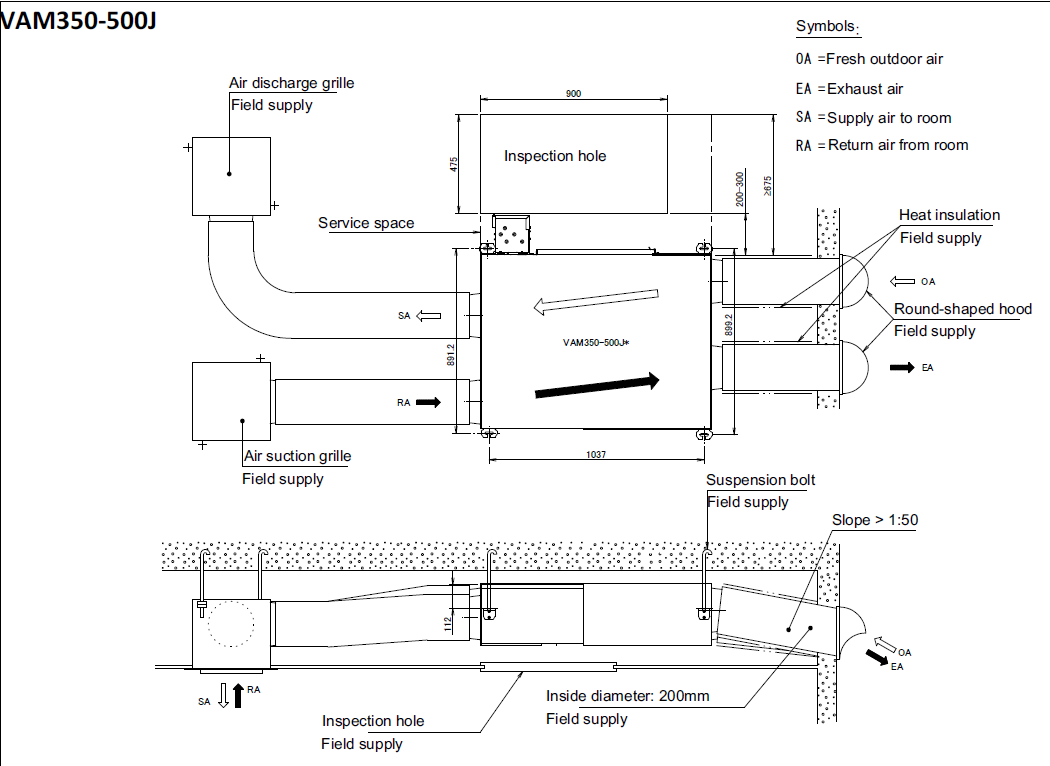 VAM350-500J
Symbols:
OA =Fresh outdoor air
EA =Exhaust air
SA =Supply air to room
RA =Return air from room
Air discharge grille
Field supply
900
475
Inspection hole
200-300
≥675
Service space
Heat insulation
Field supply
OA
Round-shaped hood
Field supply
SA
891.2
899.2
VAM350-500J*
EA
RA
1037
Air suction grille
Field supply
Suspension bolt
Field supply
Slope > 1:50
112
OA
EA
SA
RA
Inspection hole
Field supply
Inside diameter: 200mm
Field supply